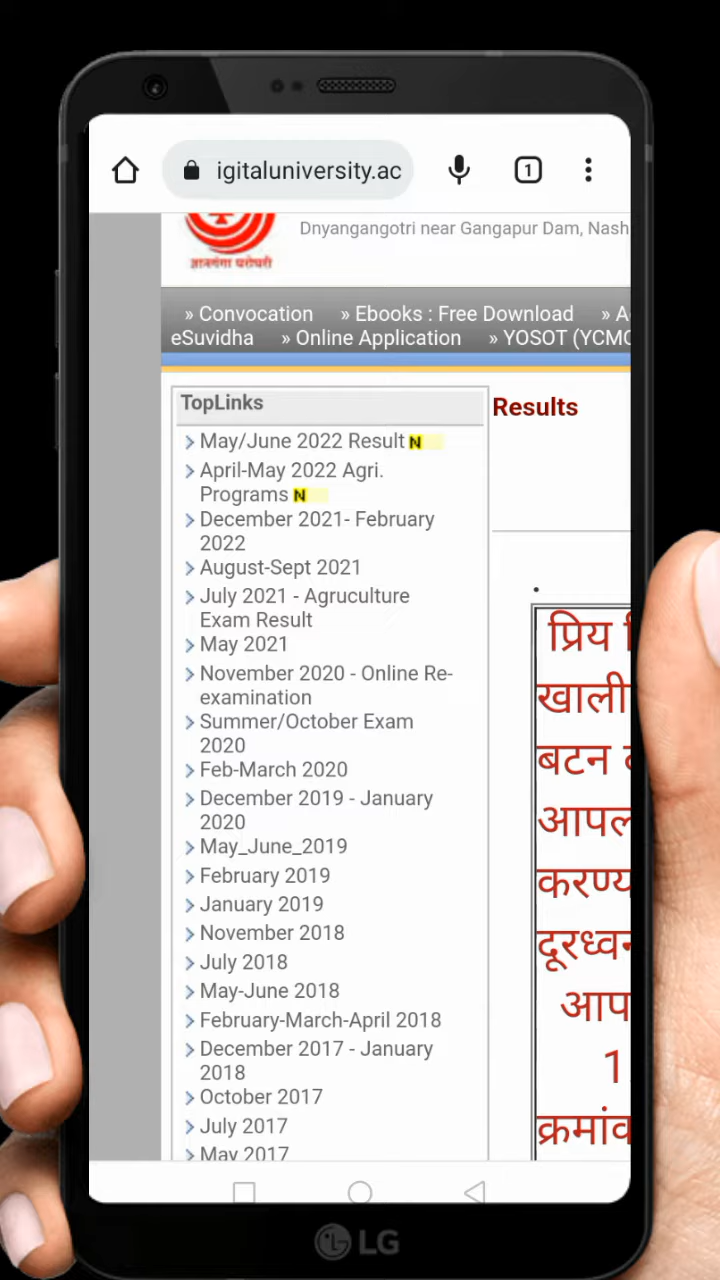 igitaluniversity.ac
1
ज्ञानगंगा घरोघरी
Dnyangangotri near Gangapur Dam, Nash
» Convocation » Ebooks : Free Download » A
eSuvidha » Online Application » YOSOT (YCMO
TopLinks
May/June 2022 Result N
April-May 2022 Agri.
Programs N
December 2021- February
2022
August-Sept 2021
July 2021 - Agruculture
Exam Result
May 2021
November 2020 - Online Re-
examination
Summer/October Exam
2020
Feb-March 2020
December 2019 - January
2020
May_June_2019
February 2019
January 2019
November 2018
July 2018
May-June 2018
February-March-April 2018
December 2017 - January
2018
October 2017
July 2017
May 2017
Results
प्रिय
खाली
बटन
आपल
करण्य
दूरध्वन
आप
1
क्रमांक
LG